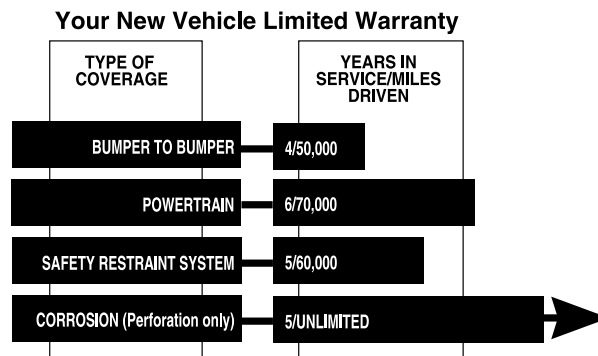 Your New Vehicle Limited Warranty
TYPE OF
COVERAGE
YEARS IN
SERVICE/MILES
DRIVEN
BUMPER TO BUMPER
4/50,000
POWERTRAIN
6/70,000
SAFETY RESTRAINT SYSTEM
5/60,000
CORROSION (Perforation only)
5/UNLIMITED